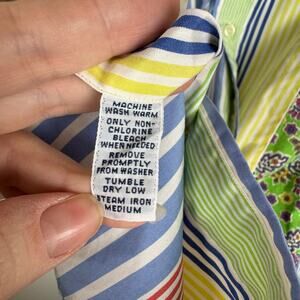 MACHINE
WASH WARM
ONLY NON-
CHLORINE
BLEACH
WHEN NEEDED
REMOVE
PROMPTLY
FROM WASHER
TUMBLE
DRY LOW
STEAM IRON
MEDIUM